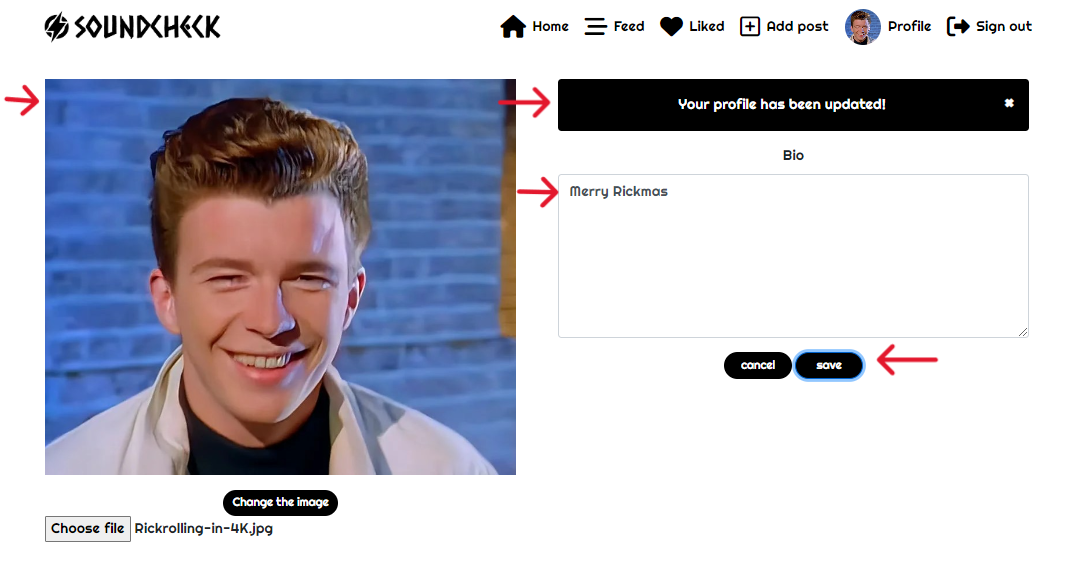 SOUNDCHECK
Home Feed Liked Add post Profile Sign out
Your profile has been updated! ✖
Bio
Merry Rickmas
cancel save
Change the image
Choose file Rickrolling-in-4K.jpg